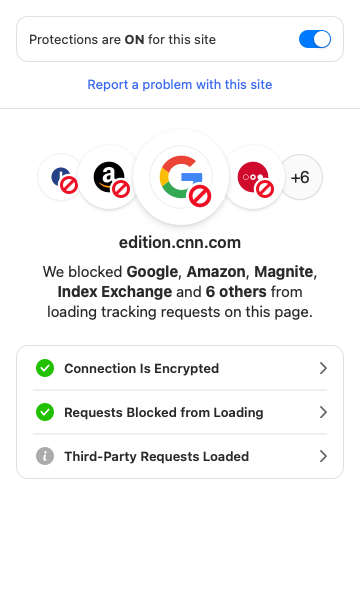 Protections are ON for this site
Report a problem with this site
+6
edition.cnn.com
We blocked Google, Amazon, Magnite,
Index Exchange and 6 others from
loading tracking requests on this page.
Connection Is Encrypted
Requests Blocked from Loading
Third-Party Requests Loaded